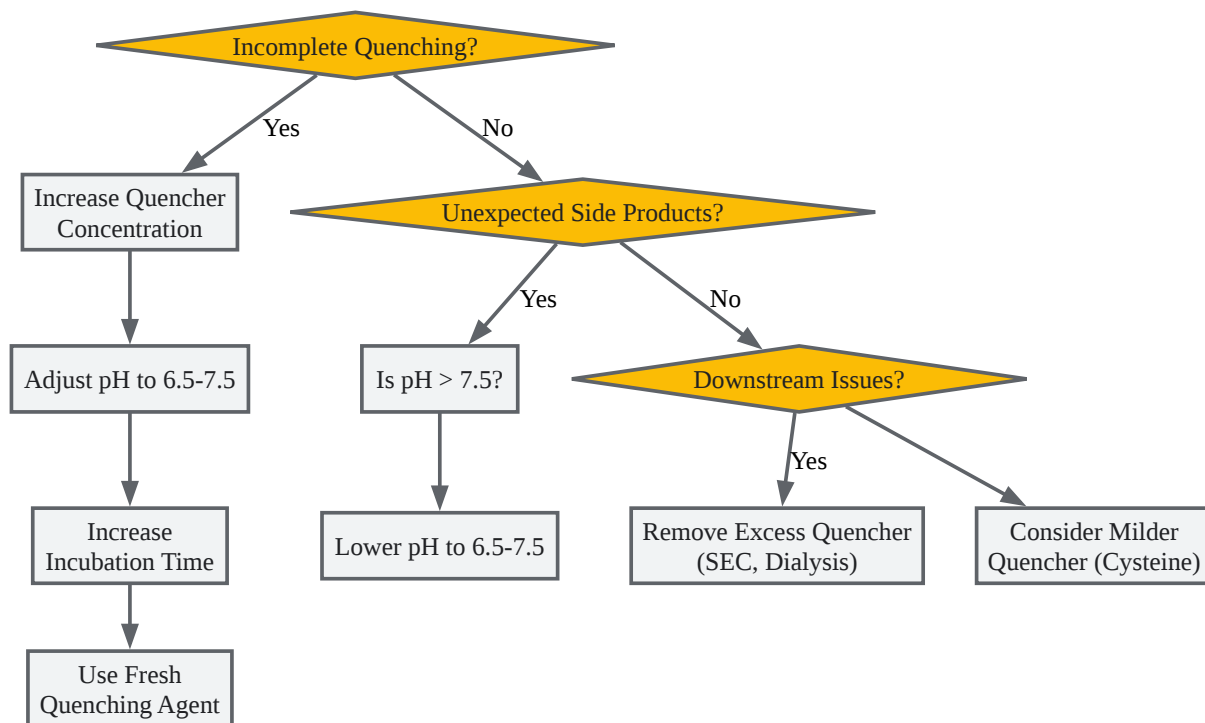 Incomplete Quenching?
Yes
No
Increase Quencher
Concentration
Unexpected Side Products?
Yes
No
Adjust pH to 6.5-7.5
Is pH > 7.5?
Downstream Issues?
Yes
Increase
Incubation Time
Lower pH to 6.5-7.5
Remove Excess Quencher
(SEC, Dialysis)
Consider Milder
Quencher (Cysteine)
Use Fresh
Quenching Agent